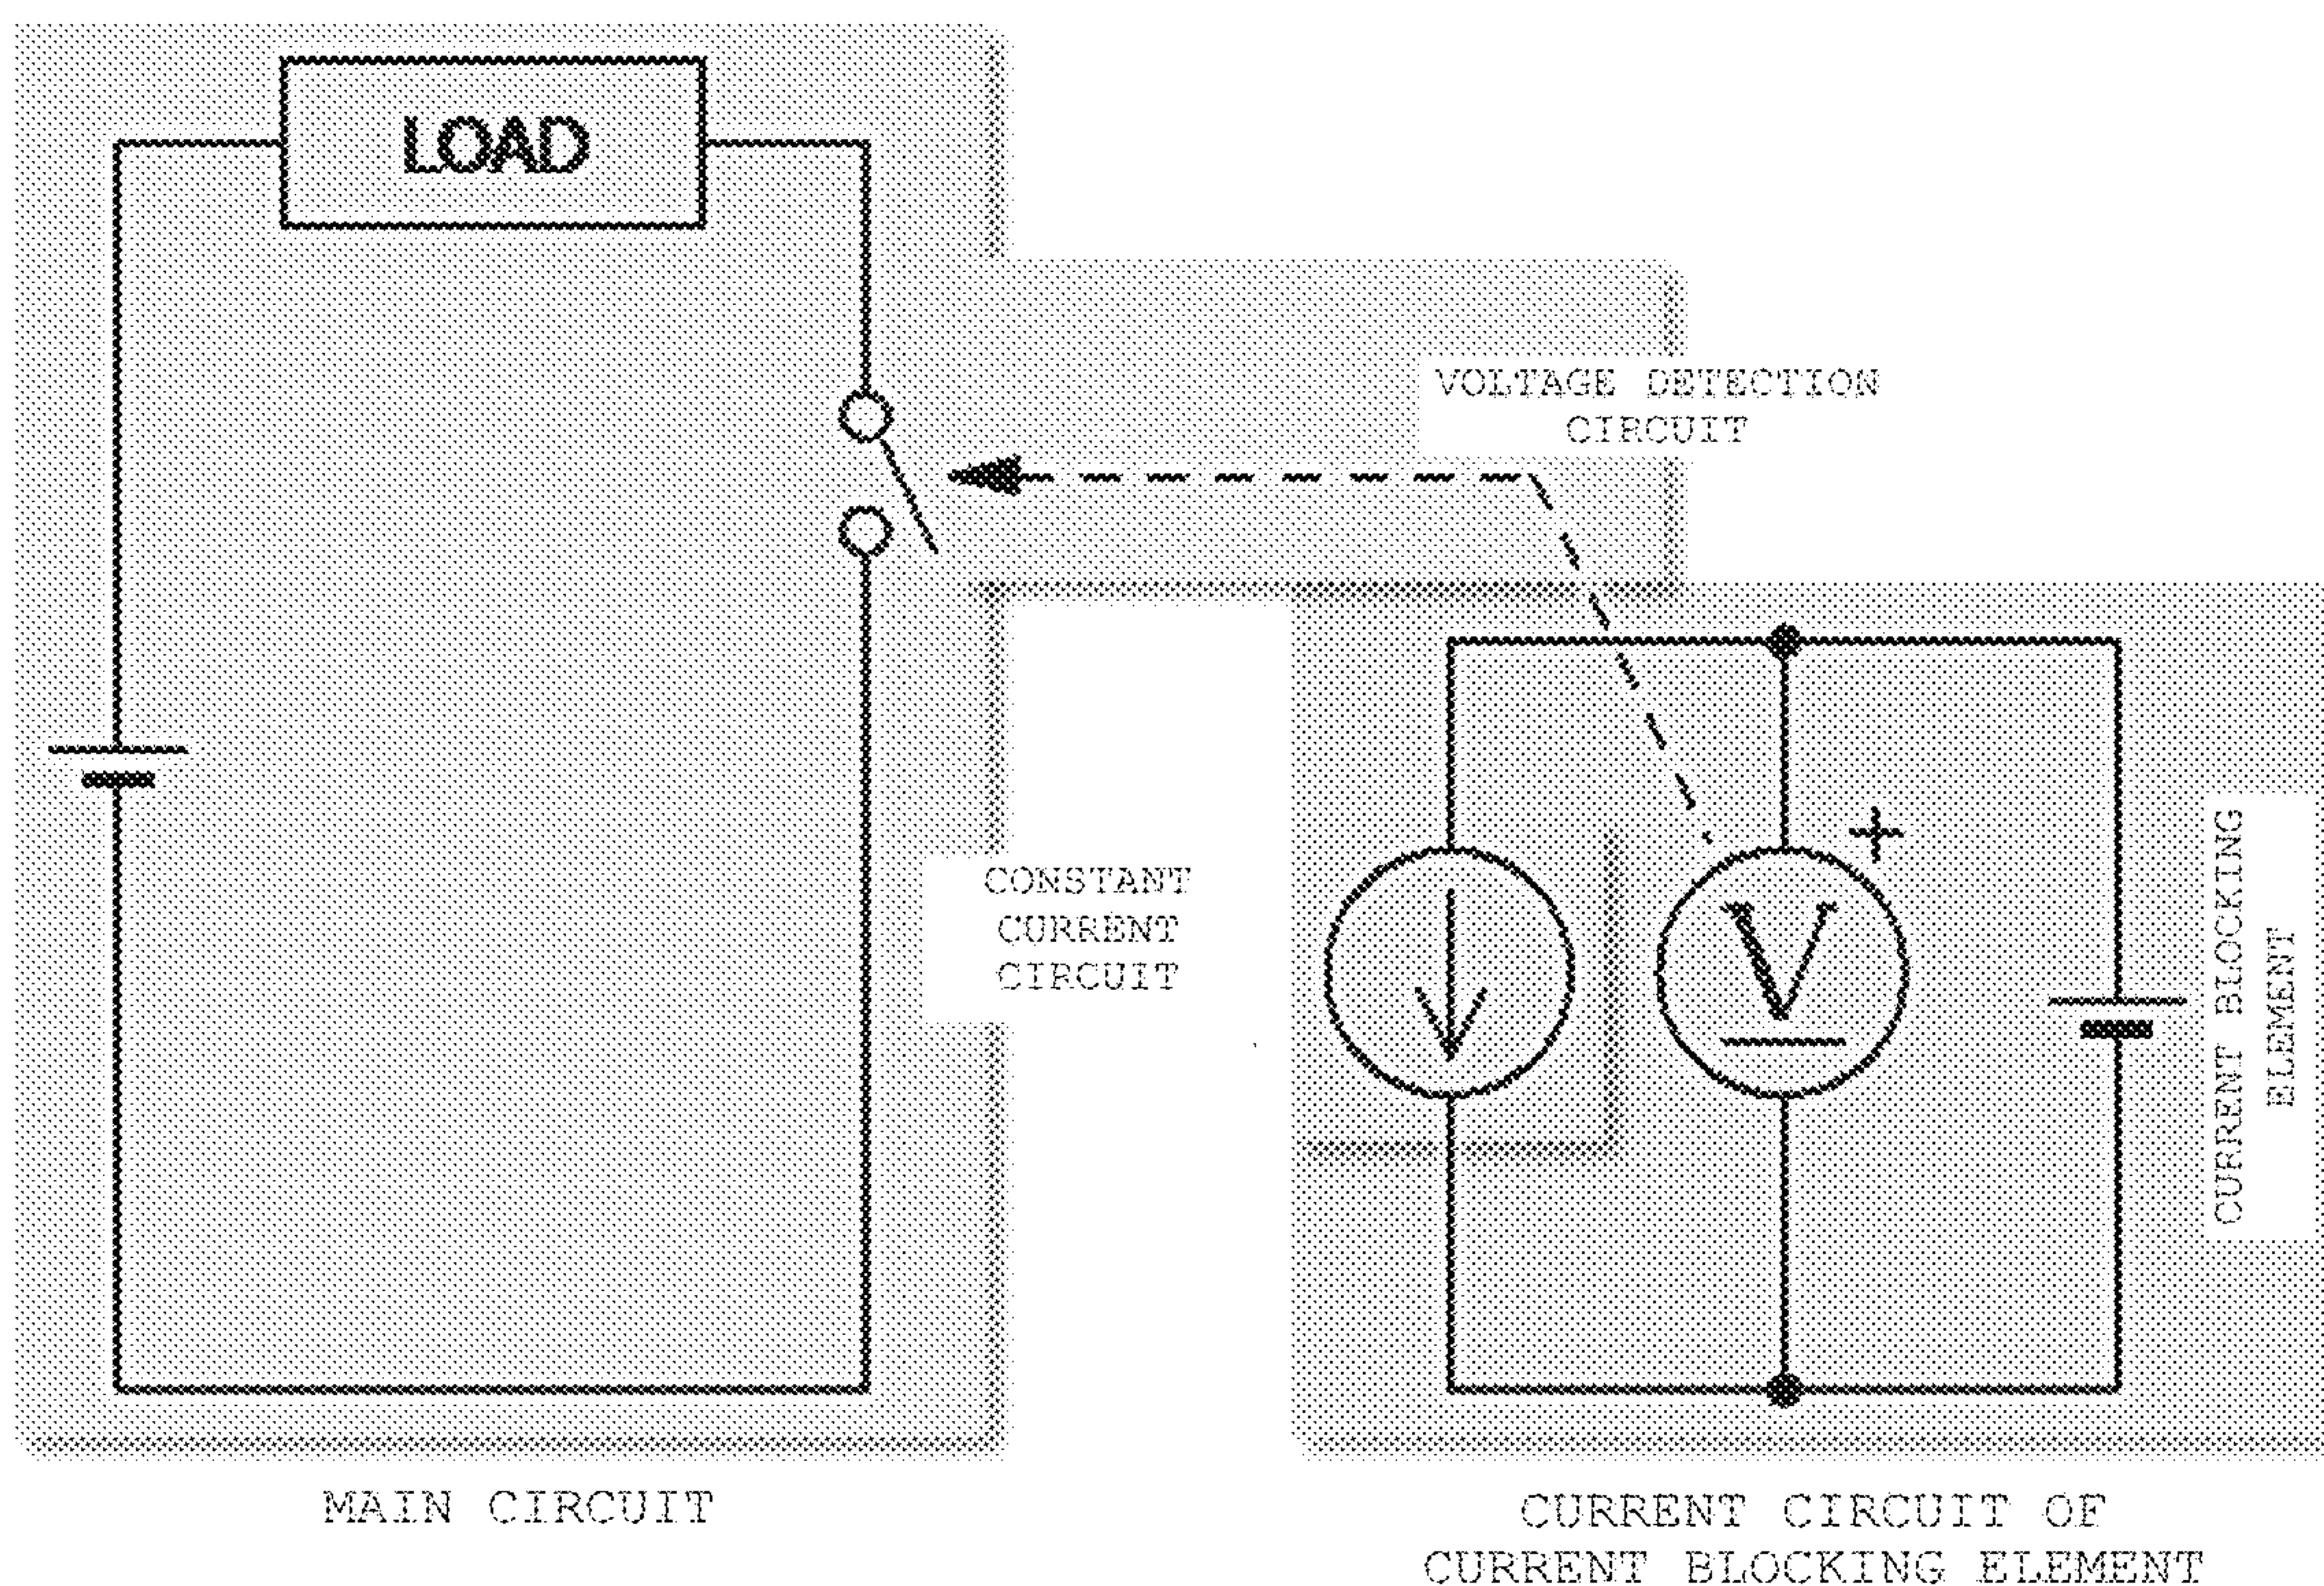 LOAD
VOLTAGE DETECTION
CIRCUIT
CONSTANT
CURRENT
CIRCUIT
+
V
CURRENT BLOCKING
ELEMENT
MAIN CIRCUIT
CURRENT CIRCUIT OF
CURRENT BLOCKING ELEMENT